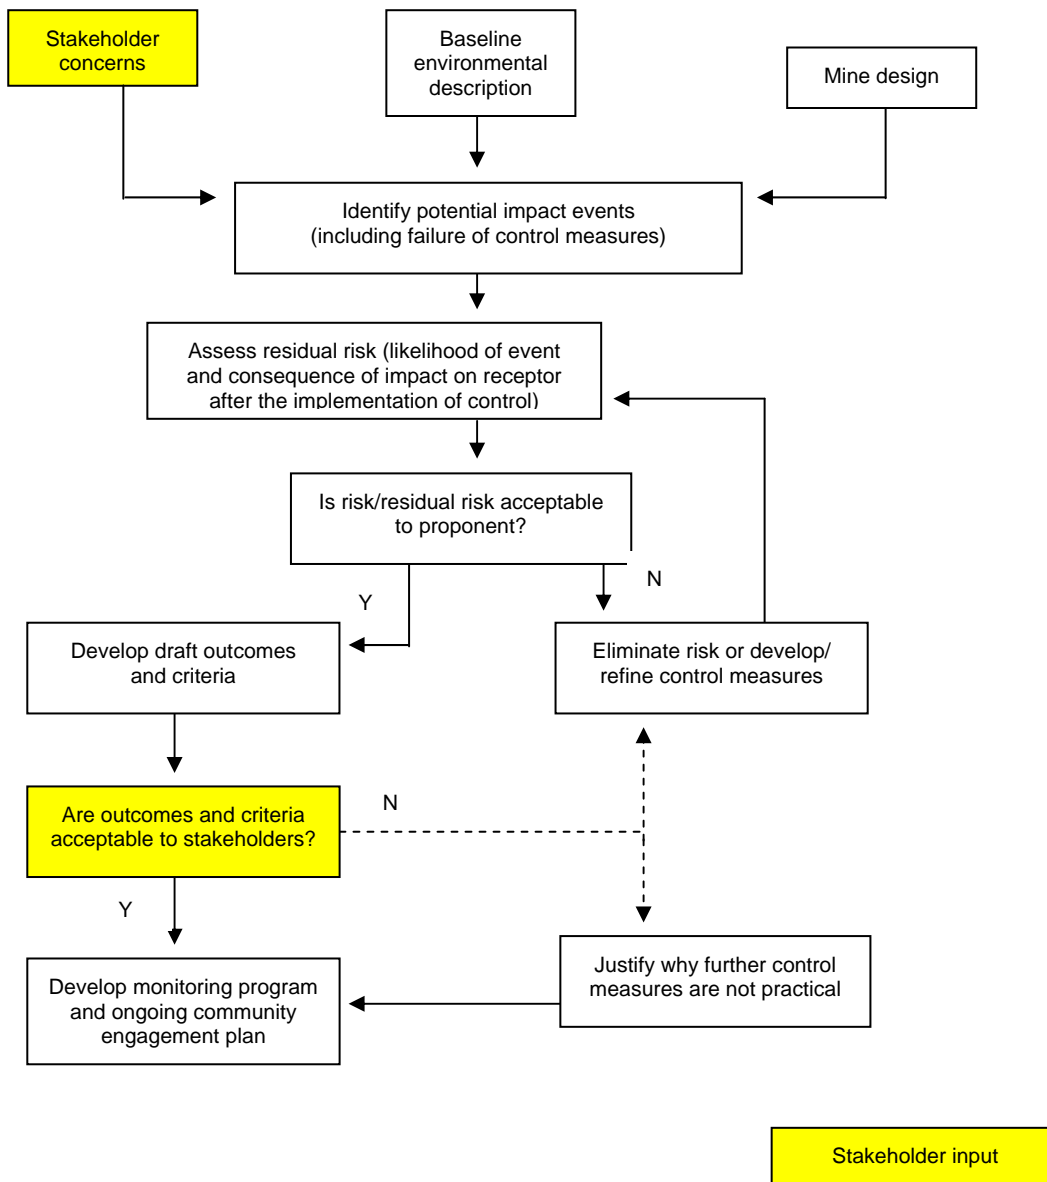 Stakeholder
concerns
Baseline
environmental
description
Mine design
Identify potential impact events
(including failure of control measures)
Assess residual risk (likelihood of event
and consequence of impact on receptor
after the implementation of control)
Is risk/residual risk acceptable
to proponent?
Y
N
Develop draft outcomes
and criteria
Eliminate risk or develop/
refine control measures
Are outcomes and criteria
acceptable to stakeholders?
N
Y
Develop monitoring program
and ongoing community
engagement plan
Justify why further control
measures are not practical
Stakeholder input